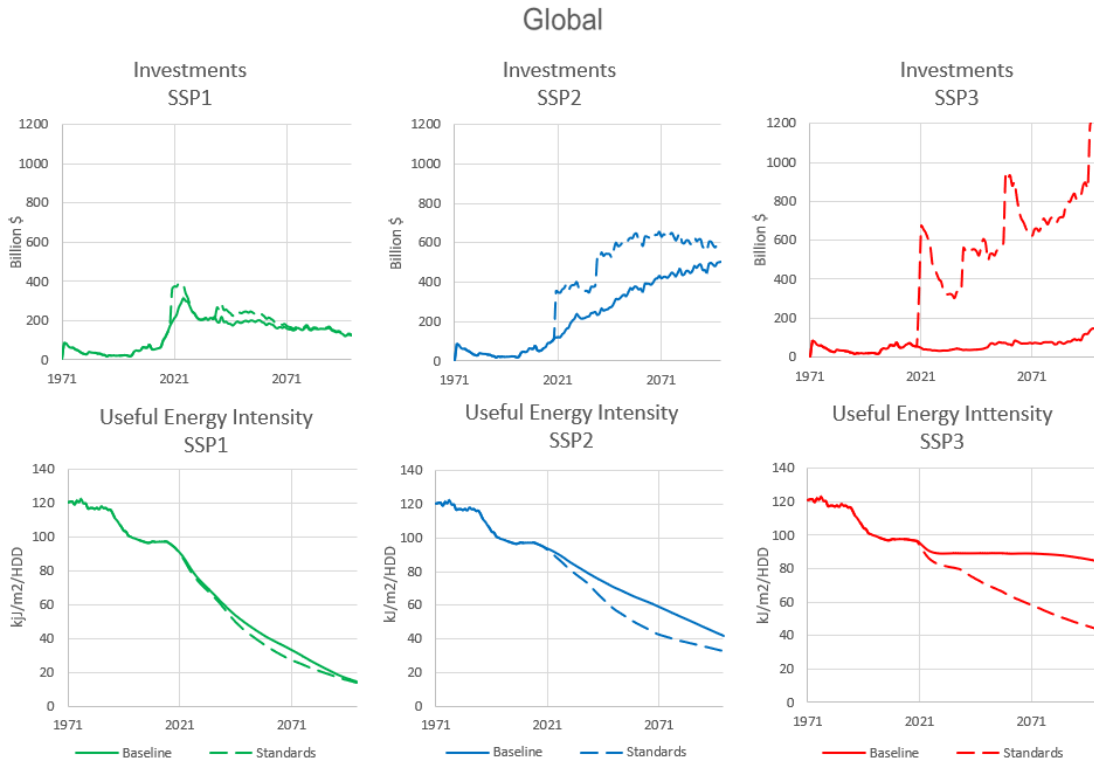 Global
Investments
SSP1
Investments
SSP2
Investments
SSP3
1200
1000
800
600
400
200
0
Billion $
1971
2021
2071
1200
1000
800
600
400
200
0
Billion $
1971
2021
2071
1200
1000
800
600
400
200
0
Billion $
1971
2021
2071
Useful Energy Intensity
SSP1
Useful Energy Intensity
SSP2
Useful Energy Inttensity
SSP3
140
120
100
80
60
40
20
0
kjJ/m2/HDD
1971
2021
2071
Baseline
Standards
140
120
100
80
60
40
20
0
kJ/m2/HDD
1971
2021
2071
Baseline
Standards
140
120
100
80
60
40
20
0
kJ/m2/HDD
1971
2021
2071
Baseline
Standards